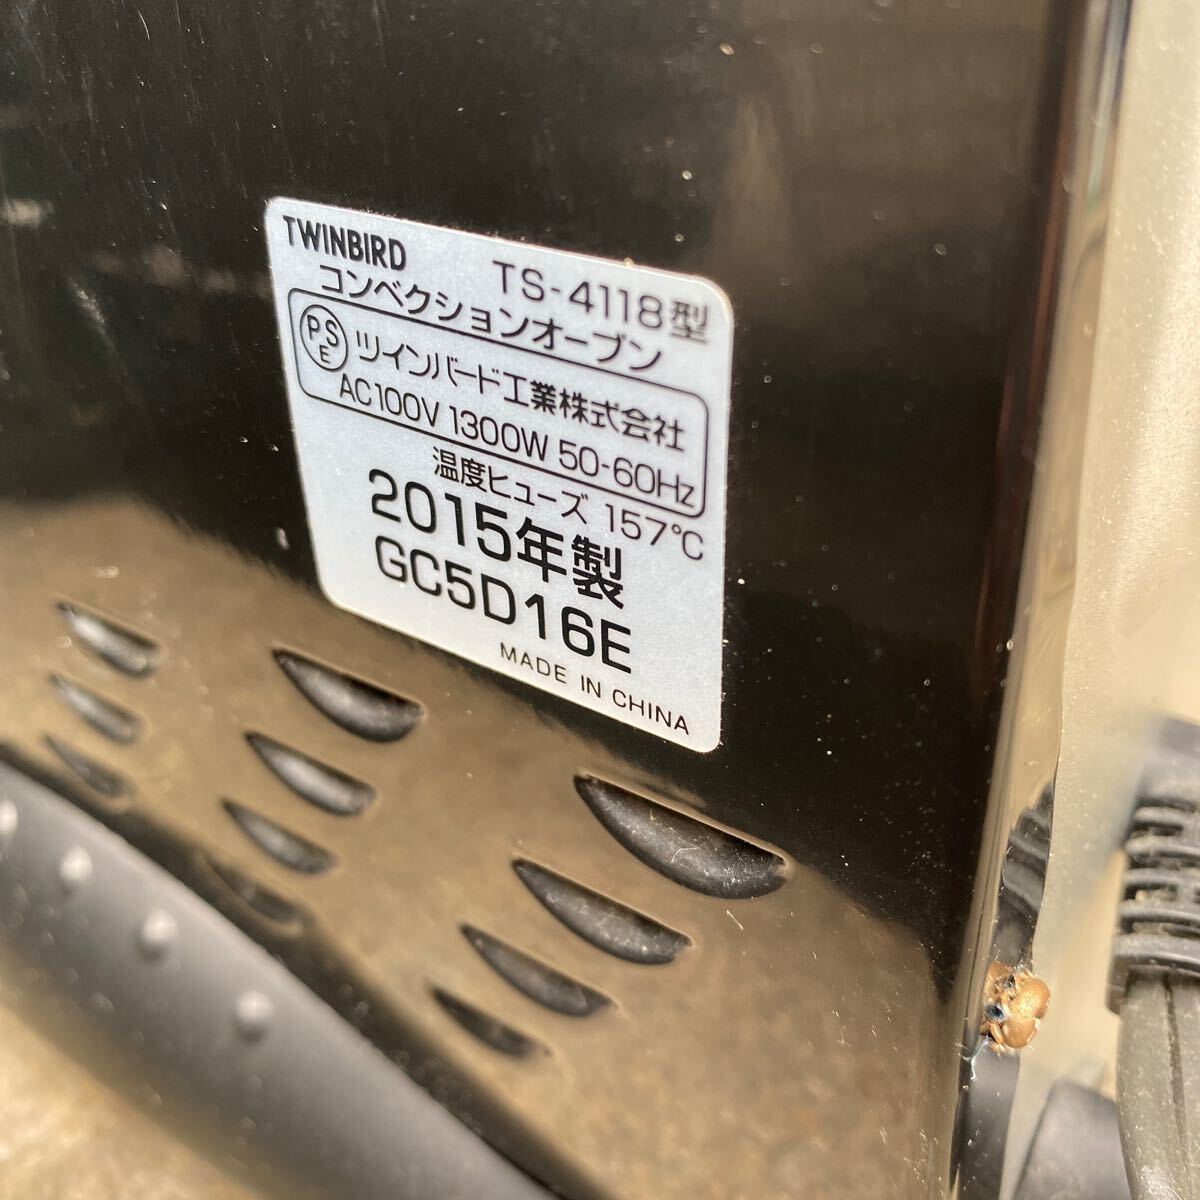 TWINBIRD TS-4118型
コンベクションオーブン
PSE ツインバード工業株式会社
AC100V 1300W 50-60Hz
温度ヒューズ 157℃
2015年製
GC5D16E
MADE IN CHINA